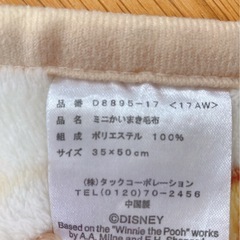 品番 D8895-17 <17AW>
品名 ミニかいまき毛布
組成 ポリエステル 100%
サイズ 35×50cm
(株)タックコーポレーション
TEL(0120)70-2456
中国製
©DISNEY
Based on the "Winnie the Pooh" works
by A.A. Milne and E.H. Shepard